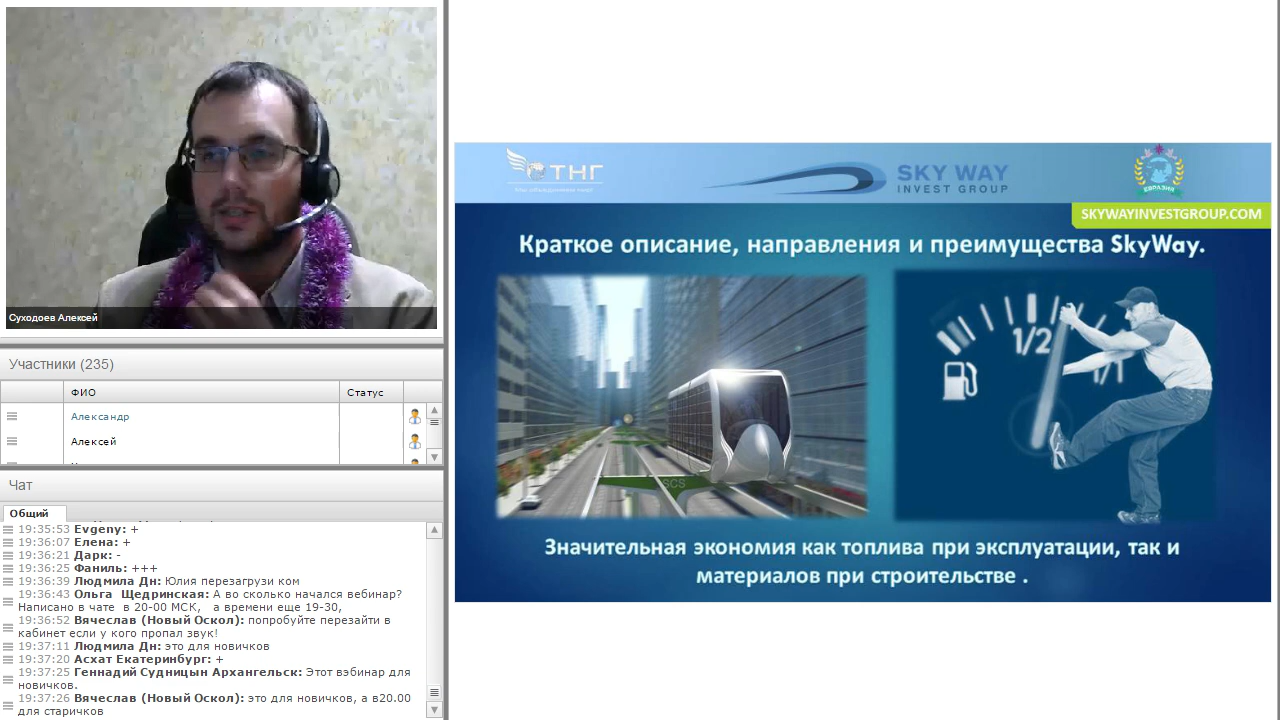 Суходоев Алексей
Участники (235)
ФИО
Статус
Александр
Алексей
Чат
Общий
19:35:53 Evgeny: +
19:36:07 Елена: +
19:36:21 Дарк: -
19:36:25 Фаниль: +++
19:36:39 Людмила Дн: Юлия перезагрузи ком
19:36:43 Ольга Щедринская: А во сколько начался вебинар?
Написано в чате в 20-00 МСК, а времени еще 19-30,
19:36:52 Вячеслав (Новый Оскол): попробуйте перезайти в
кабинет если у кого пропал звук!
19:37:11 Людмила Дн: это для новичков
19:37:20 Асхат Екатеринбург: +
19:37:25 Геннадий Судницын Архангельск: Этот вэбинар для
новичков.
19:37:26 Вячеслав (Новый Оскол): это для новичков, а в20.00
для старичков
ТНГ
SKY WAY
INVEST GROUP
ЕВРАЗИЯ
SKYWAYINVESTGROUP.COM
Краткое описание, направления и преимущества SkyWay.
SCS
1/2
1/1
Значительная экономия как топлива при эксплуатации, так и
материалов при строительстве .